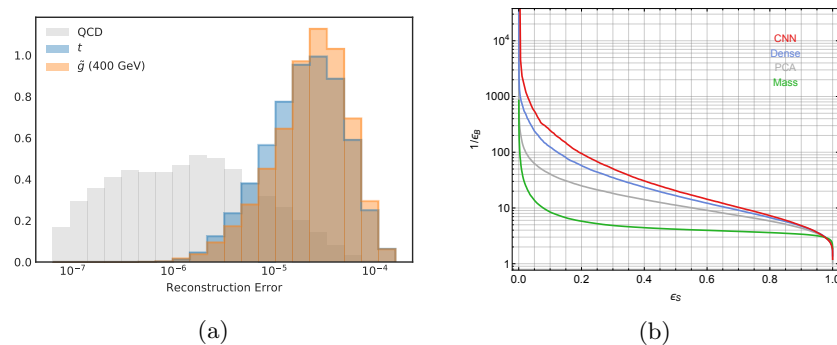 QCD
t
g̃ (400 GeV)
1.0
0.8
0.6
0.4
0.2
0.0
10⁻⁷ 10⁻⁶ 10⁻⁵ 10⁻⁴
Reconstruction Error
(a)
CNN
Dense
PCA
Mass
10⁴
1000
100
10
1
1/ϵ_B
0.0 0.2 0.4 0.6 0.8 1.0
ϵ_S
(b)